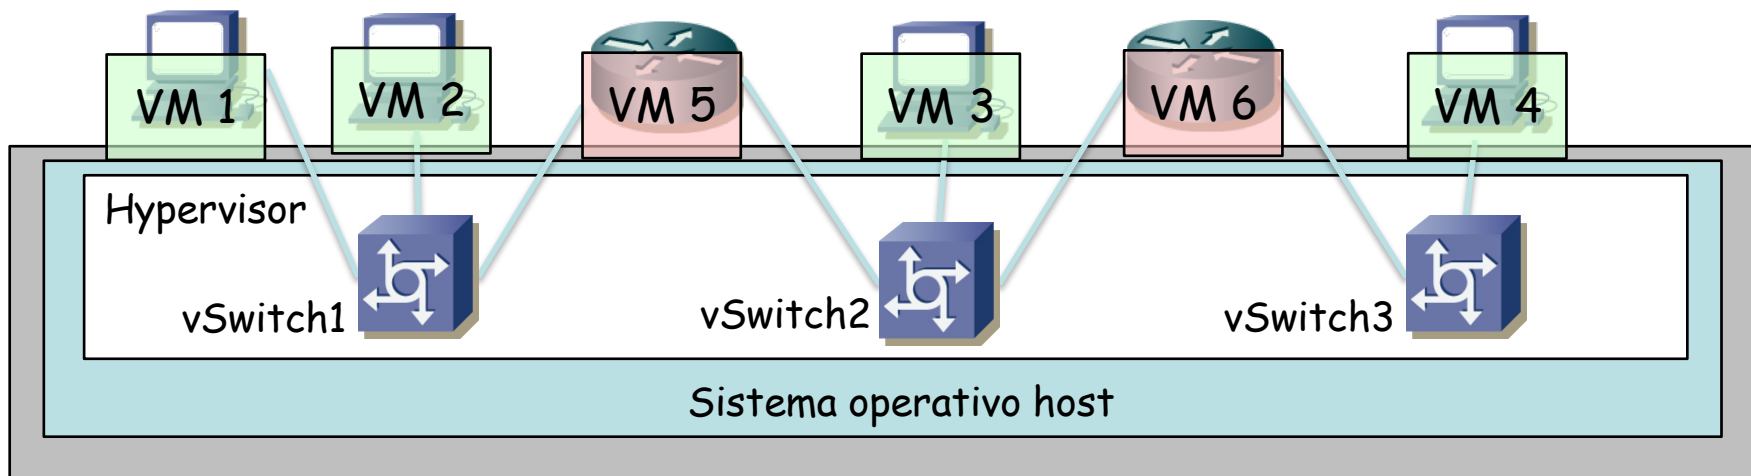 VM 1
VM 2
VM 5
VM 3
VM 6
VM 4
Hypervisor
vSwitch1
vSwitch2
vSwitch3
Sistema operativo host